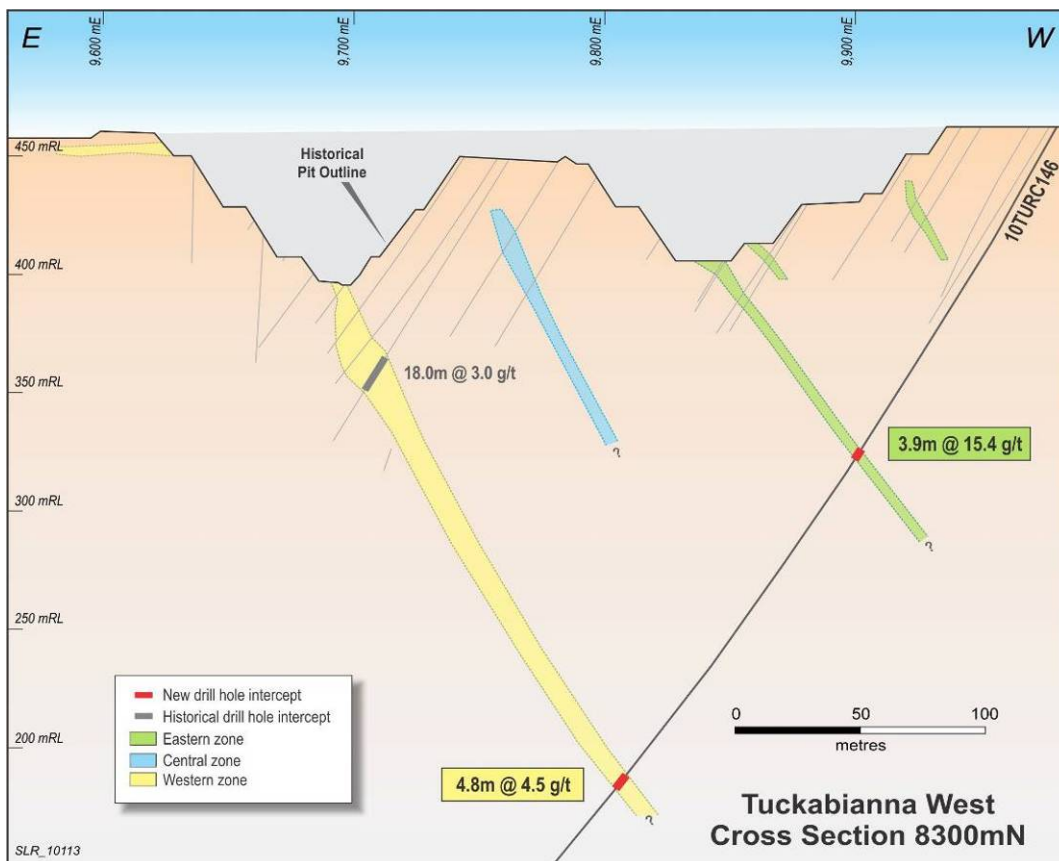 E
W
9,600 mE
9,700 mE
9,800 mE
9,900 mE
450 mRL
400 mRL
350 mRL
300 mRL
250 mRL
200 mRL
Historical
Pit Outline
10TURC146
18.0m @ 3.0 g/t
?
3.9m @ 15.4 g/t
?
4.8m @ 4.5 g/t
?
New drill hole intercept
Historical drill hole intercept
Eastern zone
Central zone
Western zone
0 50 100
metres
Tuckabianna West
Cross Section 8300mN
SLR_10113